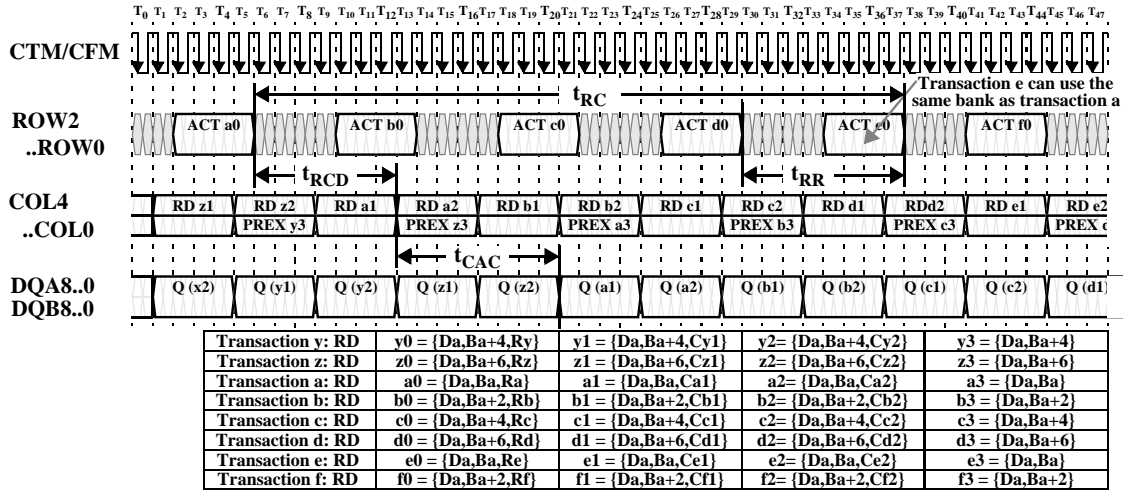 T0 T1 T2 T3 T4 T5 T6 T7 T8 T9 T10 T11 T12 T13 T14 T15 T16 T17 T18 T19 T20 T21 T22 T23 T24 T25 T26 T27 T28 T29 T30 T31 T32 T33 T34 T35 T36 T37 T38 T39 T40 T41 T42 T43 T44 T45 T46 T47
CTM/CFM
Transaction e can use the
same bank as transaction a
tRC
ROW2
..ROW0
ACT a0 ACT b0 ACT c0 ACT d0 ACT e0 ACT f0
tRCD tRR
COL4
..COL0
RD z1 RD z2 RD a1 RD a2 RD b1 RD b2 RD c1 RD c2 RD d1 RDd2 RD e1 RD e2
PREX y3 PREX z3 PREX a3 PREX b3 PREX c3 PREX d
tCAC
DQA8..0
DQB8..0
Q (x2) Q (y1) Q (y2) Q (z1) Q (z2) Q (a1) Q (a2) Q (b1) Q (b2) Q (c1) Q (c2) Q (d1)
Transaction y: RD y0 = {Da,Ba+4,Ry} y1 = {Da,Ba+4,Cy1} y2= {Da,Ba+4,Cy2} y3 = {Da,Ba+4}
Transaction z: RD z0 = {Da,Ba+6,Rz} z1 = {Da,Ba+6,Cz1} z2= {Da,Ba+6,Cz2} z3 = {Da,Ba+6}
Transaction a: RD a0 = {Da,Ba,Ra} a1 = {Da,Ba,Ca1} a2= {Da,Ba,Ca2} a3 = {Da,Ba}
Transaction b: RD b0 = {Da,Ba+2,Rb} b1 = {Da,Ba+2,Cb1} b2= {Da,Ba+2,Cb2} b3 = {Da,Ba+2}
Transaction c: RD c0 = {Da,Ba+4,Rc} c1 = {Da,Ba+4,Cc1} c2= {Da,Ba+4,Cc2} c3 = {Da,Ba+4}
Transaction d: RD d0 = {Da,Ba+6,Rd} d1 = {Da,Ba+6,Cd1} d2= {Da,Ba+6,Cd2} d3 = {Da,Ba+6}
Transaction e: RD e0 = {Da,Ba,Re} e1 = {Da,Ba,Ce1} e2= {Da,Ba,Ce2} e3 = {Da,Ba}
Transaction f: RD f0 = {Da,Ba+2,Rf} f1 = {Da,Ba+2,Cf1} f2= {Da,Ba+2,Cf2} f3 = {Da,Ba+2}